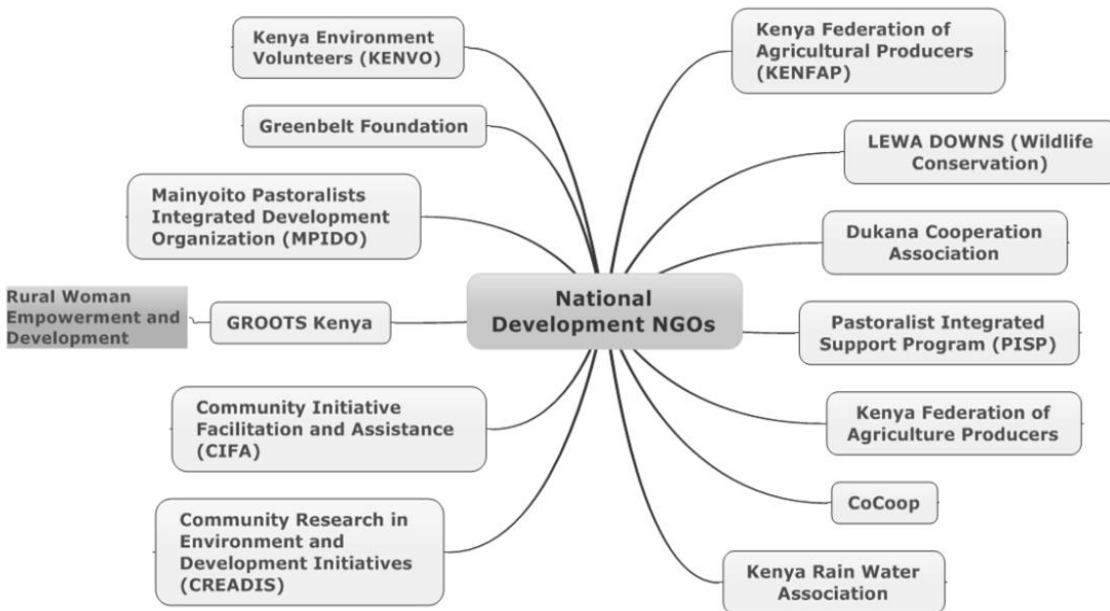 Kenya Environment
Volunteers (KENVO)
Greenbelt Foundation
Mainyoito Pastoralists
Integrated Development
Organization (MPIDO)
Rural Woman
Empowerment and
Development
GROOTS Kenya
Community Initiative
Facilitation and Assistance
(CIFA)
Community Research in
Environment and
Development Initiatives
(CREADIS)
National
Development NGOs
Kenya Federation of
Agricultural Producers
(KENFAP)
LEWA DOWNS (Wildlife
Conservation)
Dukana Cooperation
Association
Pastoralist Integrated
Support Program (PISP)
Kenya Federation of
Agriculture Producers
CoCoop
Kenya Rain Water
Association